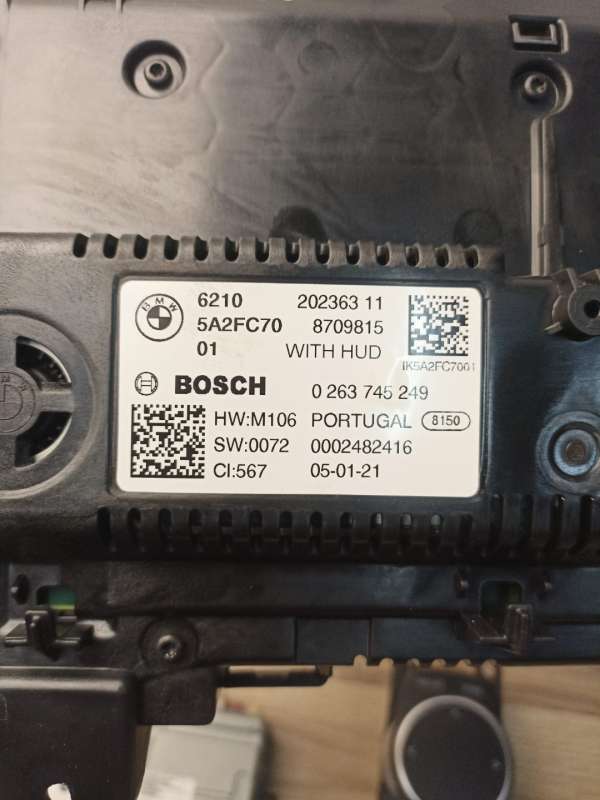 BMW
6210 202363 11
5A2FC70 8709815
01 WITH HUD
IK5A2FC7001
BOSCH 0 263 745 249
HW:M106 PORTUGAL 8150
SW:0072 0002482416
CI:567 05-01-21